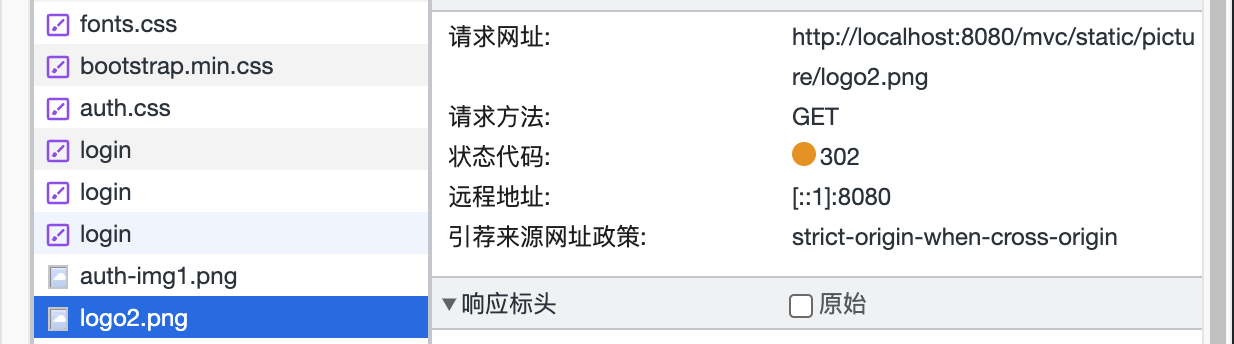 fonts.css
bootstrap.min.css
auth.css
login
login
login
auth-img1.png
logo2.png
请求网址: http://localhost:8080/mvc/static/pictu
re/logo2.png
请求方法: GET
状态代码: 302
远程地址: [::1]:8080
引荐来源网址政策: strict-origin-when-cross-origin
▼响应标头 原始